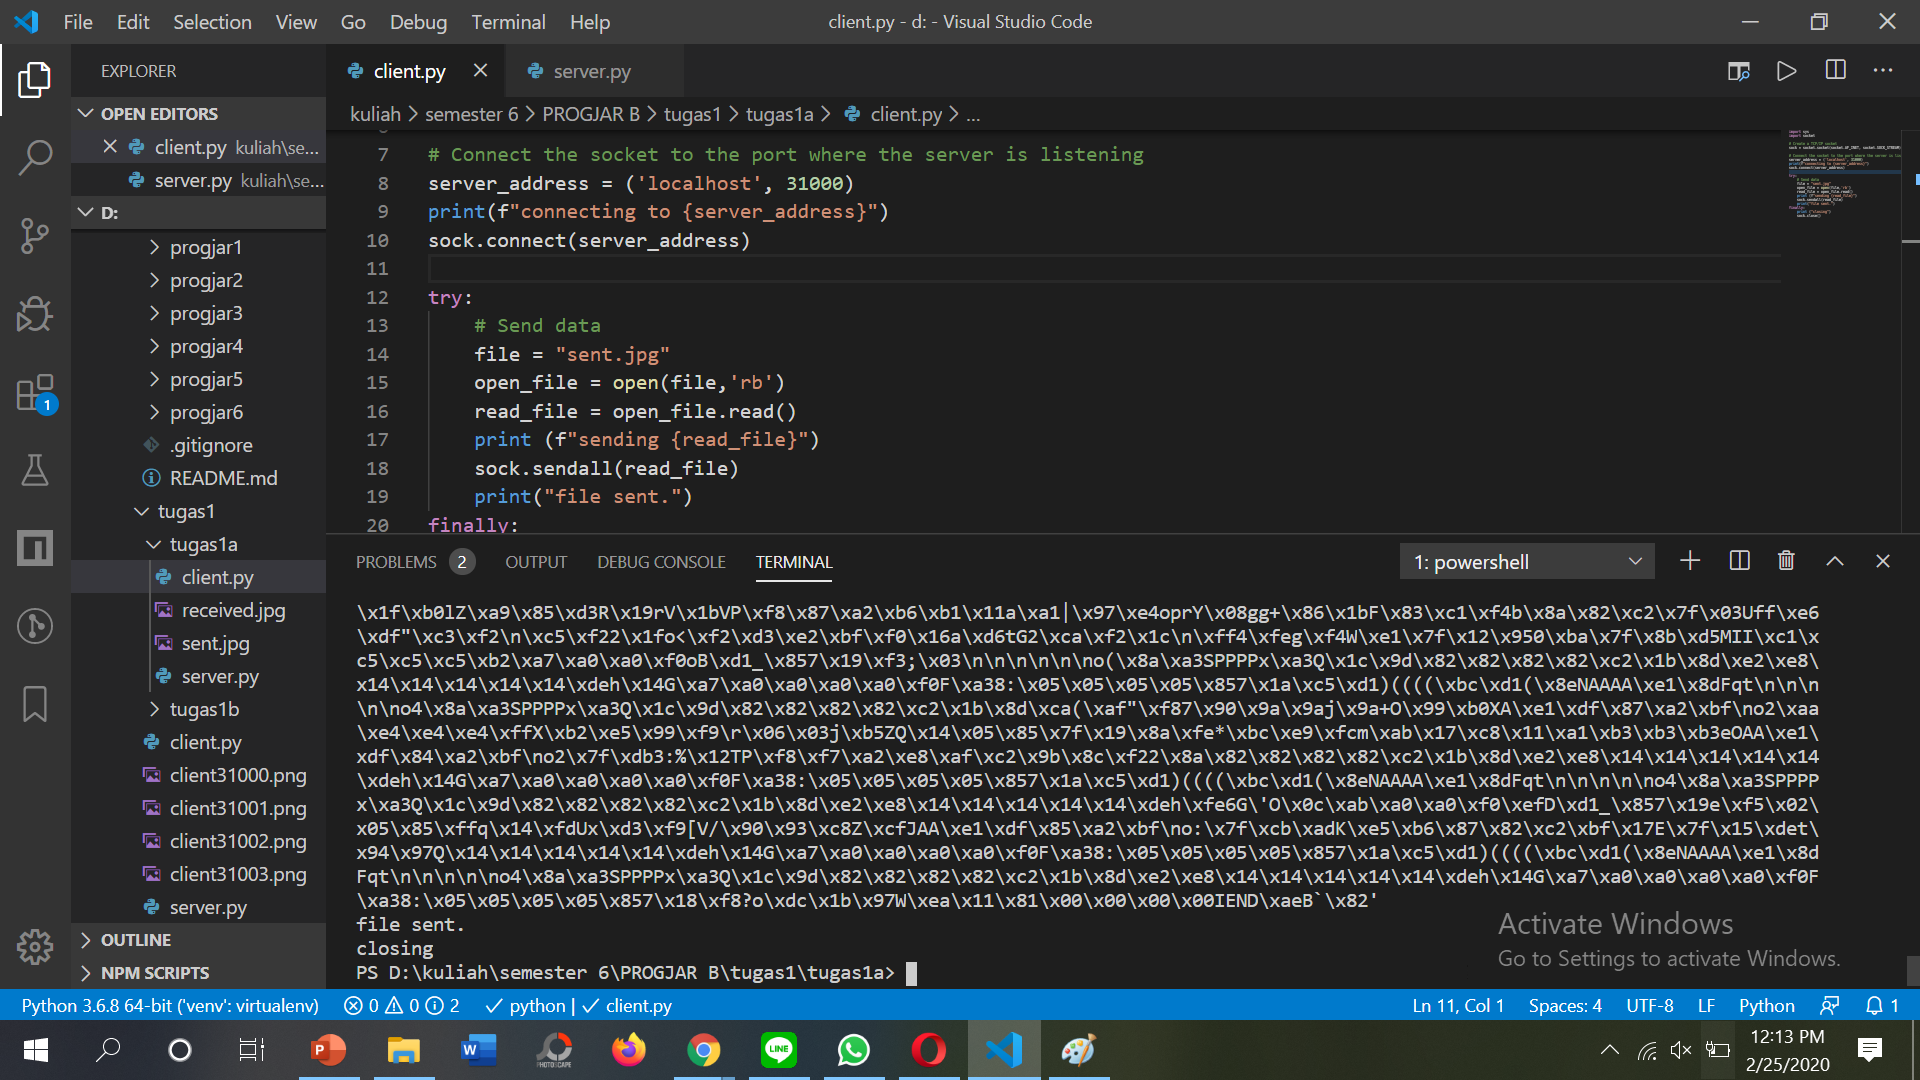 File Edit Selection View Go Debug Terminal Help
client.py - d: - Visual Studio Code
EXPLORER
OPEN EDITORS
client.py kuliah\se...
server.py kuliah\se...
D:
progjar1
progjar2
progjar3
progjar4
progjar5
progjar6
.gitignore
README.md
tugas1
tugas1a
client.py
received.jpg
sent.jpg
server.py
tugas1b
client.py
client31000.png
client31001.png
client31002.png
client31003.png
server.py
OUTLINE
NPM SCRIPTS
1
client.py
server.py
kuliah > semester 6 > PROGJAR B > tugas1 > tugas1a > client.py > ...
7 # Connect the socket to the port where the server is listening
8 server_address = ('localhost', 31000)
9 print(f"connecting to {server_address}")
10 sock.connect(server_address)
11
12 try:
13 # Send data
14 file = "sent.jpg"
15 open_file = open(file,'rb')
16 read_file = open_file.read()
17 print (f"sending {read_file}")
18 sock.sendall(read_file)
19 print("file sent.")
20 finally:
PROBLEMS 2 OUTPUT DEBUG CONSOLE TERMINAL
1: powershell
\x1f\xb0lZ\xa9\x85\xd3R\x19rV\x1bVP\xf8\x87\xa2\xb6\xb1\x11a\xa1|\x97\xe4oprY\x08gg+\x86\x1bF\x83\xc1\xf4b\x8a\x82\xc2\x7f\x03Uff\xe6
\xdf"\xc3\xf2\n\xc5\xf22\x1fo<\xf2\xd3\xe2\xbf\xf0\x16a\xd6tG2\xca\xf2\x1c\n\xff4\xfeg\xf4W\xe1\x7f\x12\x950\xba\x7f\x8b\xd5MII\xc1\x
c5\xc5\xc5\xb2\xa7\xa0\xa0\xf0oB\xd1_\x857\x19\xf3;\x03\n\n\n\n\n\no(\x8a\xa3SPPPPx\xa3Q\x1c\x9d\x82\x82\x82\x82\xc2\x1b\x8d\xe2\xe8\
x14\x14\x14\x14\x14\xdeh\x14G\xa7\xa0\xa0\xa0\xa0\xf0F\xa38:\x05\x05\x05\x05\x857\x1a\xc5\xd1)((((\xbc\xd1(\x8eNAAAA\xe1\x8dFqt\n\n\n
\n\no4\x8a\xa3SPPPPx\xa3Q\x1c\x9d\x82\x82\x82\x82\xc2\x1b\x8d\xca(\xaf"\xf87\x90\x9a\x9aj\x9a+O\x99\xb0XA\xe1\xdf\x87\xa2\xbf\no2\xaa
\xe4\xe4\xe4\xffX\xb2\xe5\x99\xf9\r\x06\x03j\xb5ZQ\x14\x05\x85\x7f\x19\x8a\xfe*\xbc\xe9\xfcm\xab\x17\xc8\x11\xa1\xb3\xb3\xb3eOAA\xe1\
xdf\x84\xa2\xbf\no2\x7f\xdb3:%\x12TP\xf8\xf7\xa2\xe8\xaf\xc2\x9b\x8c\xf22\x8a\x82\x82\x82\x82\xc2\x1b\x8d\xe2\xe8\x14\x14\x14\x14\x14
\xdeh\x14G\xa7\xa0\xa0\xa0\xa0\xf0F\xa38:\x05\x05\x05\x05\x857\x1a\xc5\xd1)((((\xbc\xd1(\x8eNAAAA\xe1\x8dFqt\n\n\n\n\no4\x8a\xa3SPPPP
x\xa3Q\x1c\x9d\x82\x82\x82\x82\xc2\x1b\x8d\xe2\xe8\x14\x14\x14\x14\x14\xdeh\xfe6G\'O\x0c\xab\xa0\xa0\xf0\xefD\xd1_\x857\x19e\xf5\x02\
x05\x85\xffq\x14\xfdUx\xd3\xf9[V/\x90\x93\xc8Z\xcfJAA\xe1\xdf\x85\xa2\xbf\no:\x7f\xcb\xadK\xe5\xb6\x87\x82\xc2\xbf\x17E\x7f\x15\xdet\
x94\x97Q\x14\x14\x14\x14\x14\xdeh\x14G\xa7\xa0\xa0\xa0\xa0\xf0F\xa38:\x05\x05\x05\x05\x857\x1a\xc5\xd1)((((\xbc\xd1(\x8eNAAAA\xe1\x8d
Fqt\n\n\n\n\no4\x8a\xa3SPPPPx\xa3Q\x1c\x9d\x82\x82\x82\x82\xc2\x1b\x8d\xe2\xe8\x14\x14\x14\x14\x14\xdeh\x14G\xa7\xa0\xa0\xa0\xa0\xf0F
\xa38:\x05\x05\x05\x05\x857\x18\xf8?o\xdc\x1b\x97W\xea\x11\x81\x00\x00\x00\x00IEND\xaeB`\x82'
file sent.
closing
PS D:\kuliah\semester 6\PROGJAR B\tugas1\tugas1a>
Activate Windows
Go to Settings to activate Windows.
Python 3.6.8 64-bit ('venv': virtualenv) 0 0 2 python | client.py
Ln 11, Col 1 Spaces: 4 UTF-8 LF Python 1
12:13 PM
2/25/2020